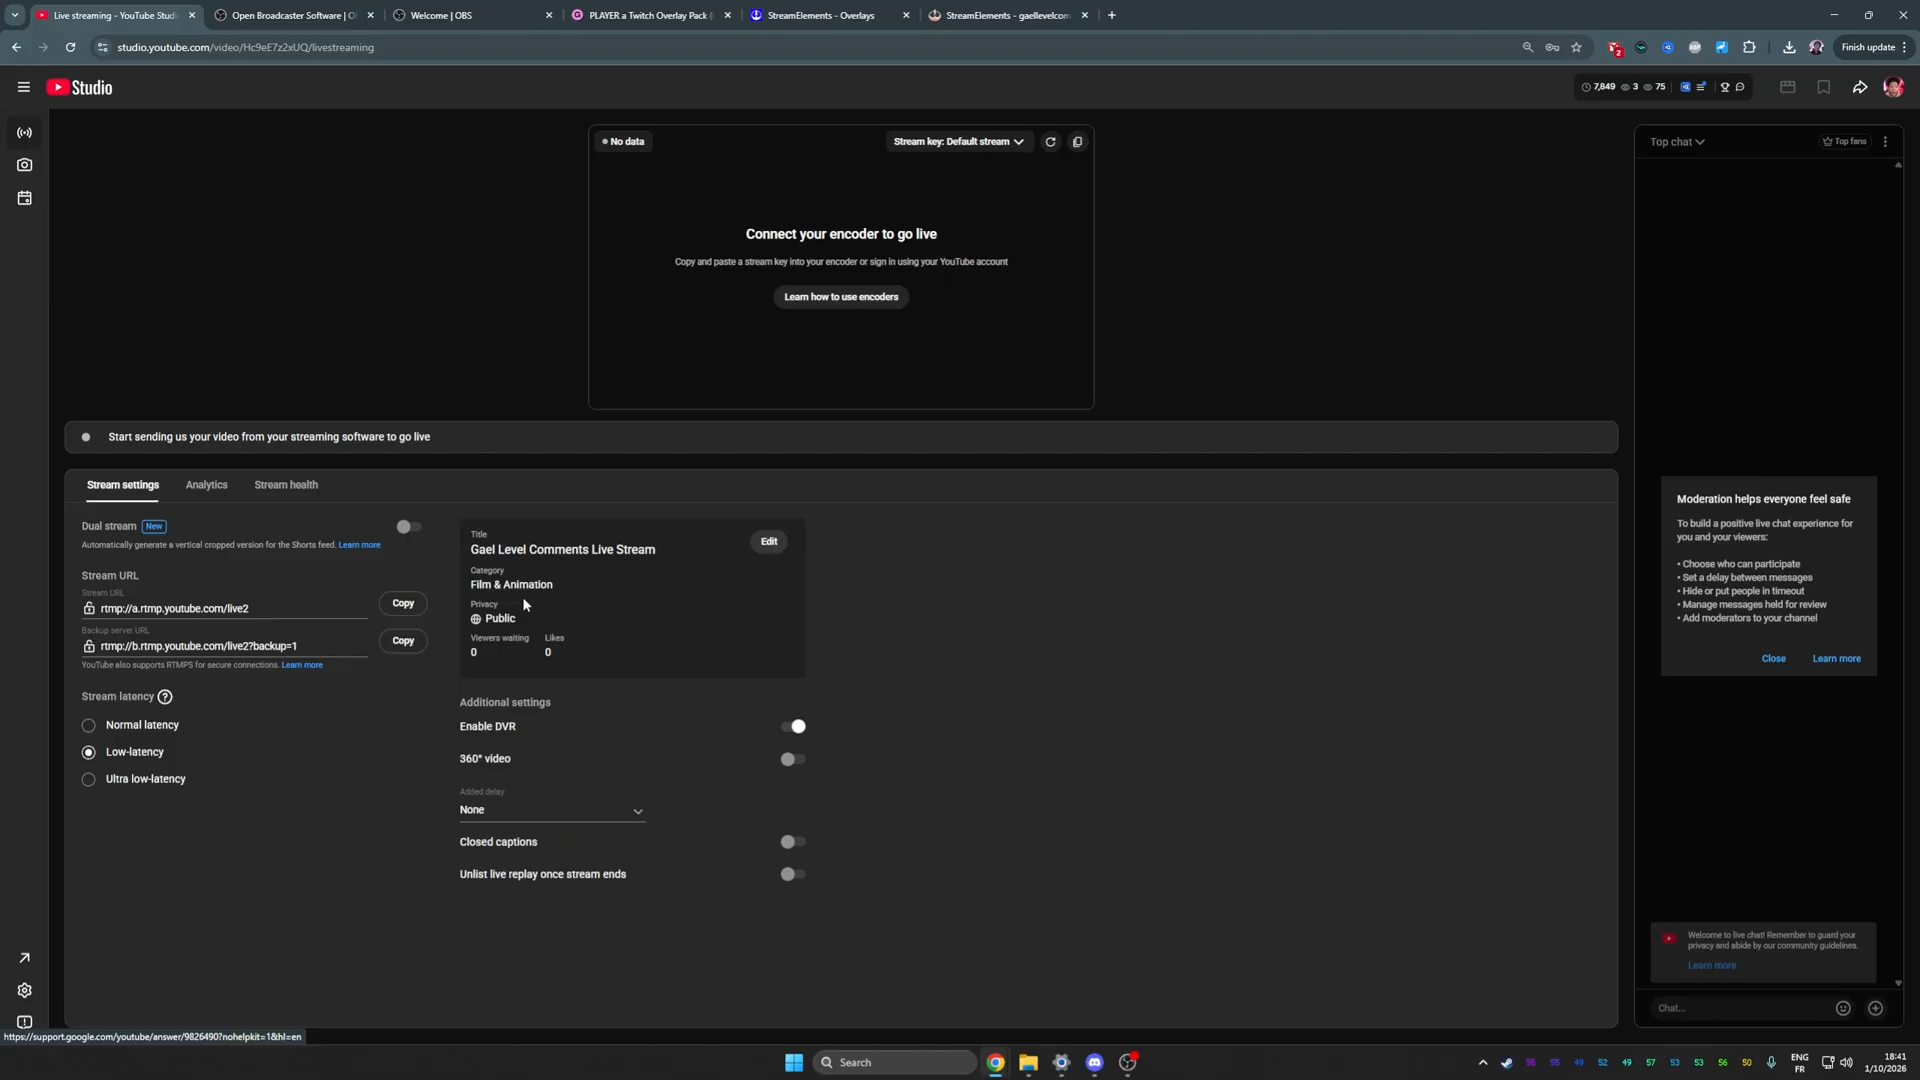 Live streaming - YouTube Stud
Open Broadcaster Software | O
Welcome | OBS
PLAYER a Twitch Overlay Pack
StreamElements - Overlays
StreamElements - gaellevelcom
studio.youtube.com/video/Hc9eE7z2xUQ/livestreaming
2
Finish update
Studio
7,849 3 75
No data
Stream key: Default stream
Top chat
Top fans
Connect your encoder to go live
Copy and paste a stream key into your encoder or sign in using your YouTube account
Learn how to use encoders
Start sending us your video from your streaming software to go live
Stream settings
Analytics
Stream health
Dual stream New
Automatically generate a vertical cropped version for the Shorts feed. Learn more
Stream URL
Stream URL
rtmp://a.rtmp.youtube.com/live2
Copy
Backup server URL
rtmp://b.rtmp.youtube.com/live2?backup=1
Copy
YouTube also supports RTMPS for secure connections. Learn more
Stream latency
Normal latency
Low-latency
Ultra low-latency
Title
Gael Level Comments Live Stream
Edit
Category
Film & Animation
Privacy
Public
Viewers waiting Likes
0 0
Additional settings
Enable DVR
360° video
Added delay
None
Closed captions
Unlist live replay once stream ends
Moderation helps everyone feel safe
To build a positive live chat experience for
you and your viewers:
• Choose who can participate
• Set a delay between messages
• Hide or put people in timeout
• Manage messages held for review
• Add moderators to your channel
Close
Learn more
Welcome to live chat! Remember to guard your
privacy and abide by our community guidelines.
Learn more
Chat...
https://support.google.com/youtube/answer/9826490?nohelpkit=1&hl=en
Search
55 55 49 52 49 57 53 53 56 50
ENG
FR
18:41
1/10/2026